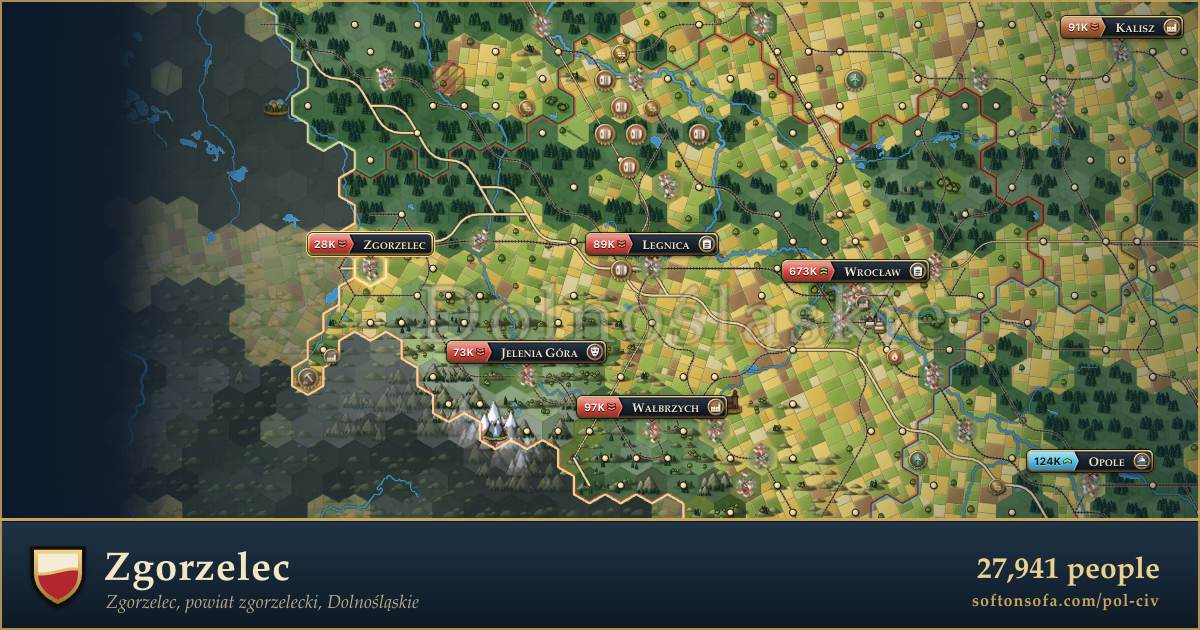 91K KALISZ
28K ZGORZELEC
89K LEGNICA
673K WROCŁAW
Dolnośląskie
73K JELENIA GÓRA
97K WAŁBRZYCH
124K OPOLE
Zgorzelec
Zgorzelec, powiat zgorzelecki, Dolnośląskie
27,941 people
softonsofa.com/pol-civ